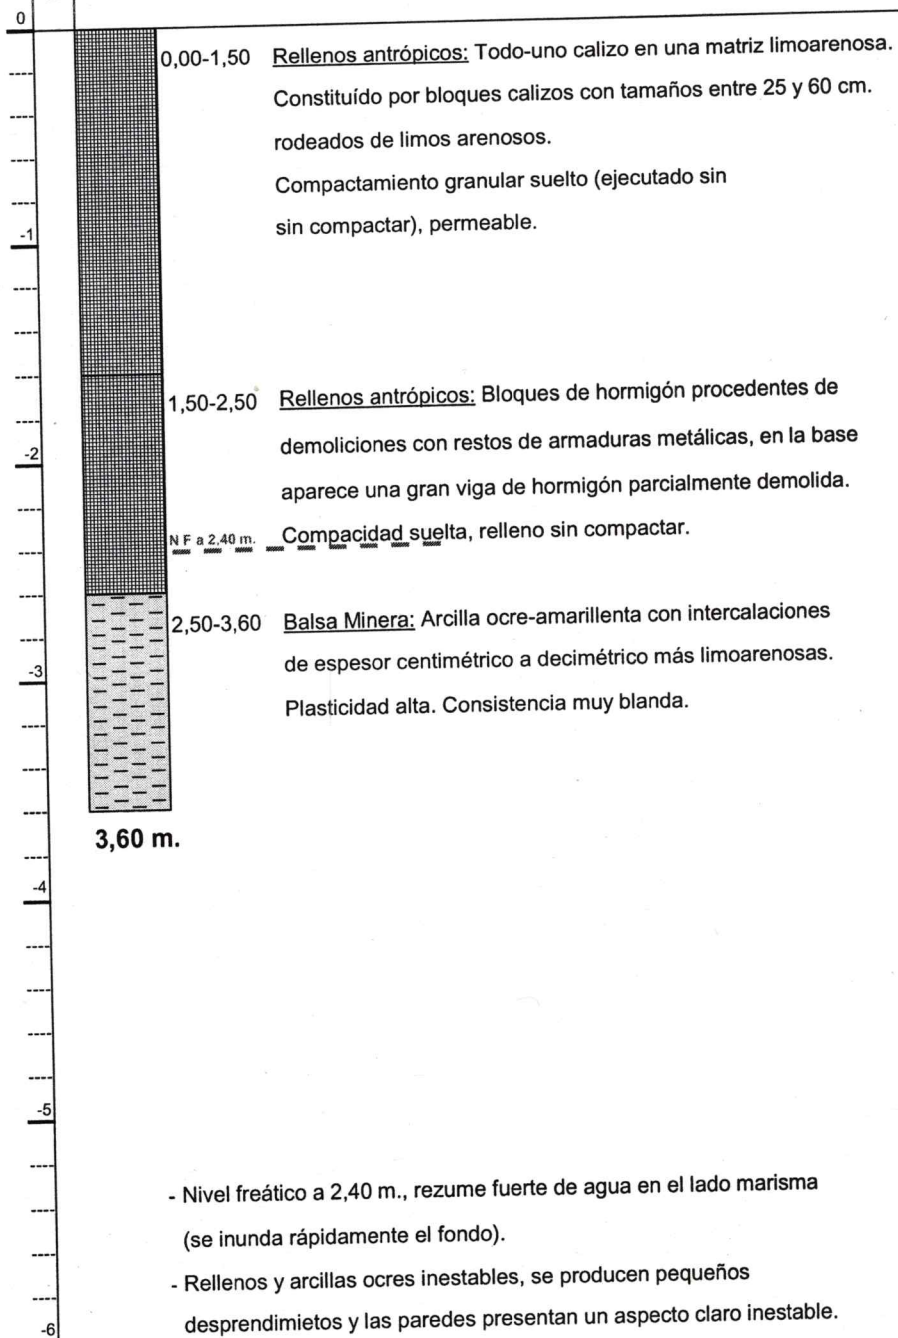 0
0,00-1,50 Rellenos antrópicos: Todo-uno calizo en una matriz limoarenosa.
Constituído por bloques calizos con tamaños entre 25 y 60 cm.
rodeados de limos arenosos.
Compactamiento granular suelto (ejecutado sin
sin compactar), permeable.
-1
1,50-2,50 Rellenos antrópicos: Bloques de hormigón procedentes de
demoliciones con restos de armaduras metálicas, en la base
-2
aparece una gran viga de hormigón parcialmente demolida.
N F a 2,40 m. Compacidad suelta, relleno sin compactar.
2,50-3,60 Balsa Minera: Arcilla ocre-amarillenta con intercalaciones
de espesor centimétrico a decimétrico más limoarenosas.
-3
Plasticidad alta. Consistencia muy blanda.
3,60 m.
-4
-5
- Nivel freático a 2,40 m., rezume fuerte de agua en el lado marisma
(se inunda rápidamente el fondo).
- Rellenos y arcillas ocres inestables, se producen pequeños
desprendimietos y las paredes presentan un aspecto claro inestable.
-6